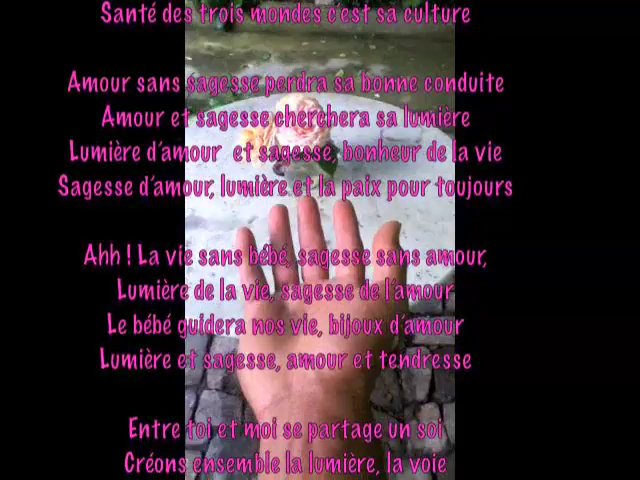 Santé des trois mondes c'est sa culture
Amour sans sagesse perdra sa bonne conduite
Amour et sagesse cherchera sa lumière
Lumière d'amour et sagesse, bonheur de la vie
Sagesse d'amour, lumière et la paix pour toujours
Ahh ! La vie sans bébé, sagesse sans amour,
Lumière de la vie, sagesse de l'amour
Le bébé guidera nos vie, bijoux d'amour
Lumière et sagesse, amour et tendresse
Entre toi et moi se partage un soi
Créons ensemble la lumière, la voie